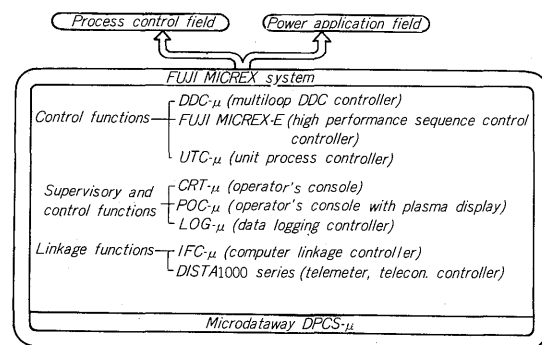 Process control field
Power application field
FUJI MICREX system
Control functions
DDC-μ (multiloop DDC controller)
FUJI MICREX-E (high performance sequence control
controller)
UTC-μ (unit process controller)
Supervisory and
control functions
CRT-μ (operator's console)
POC-μ (operator's console with plasma display)
LOG-μ (data logging controller)
Linkage functions
IFC-μ (computer linkage controller)
DISTA1000 series (telemeter, telecon. controller)
Microdataway DPCS-μ